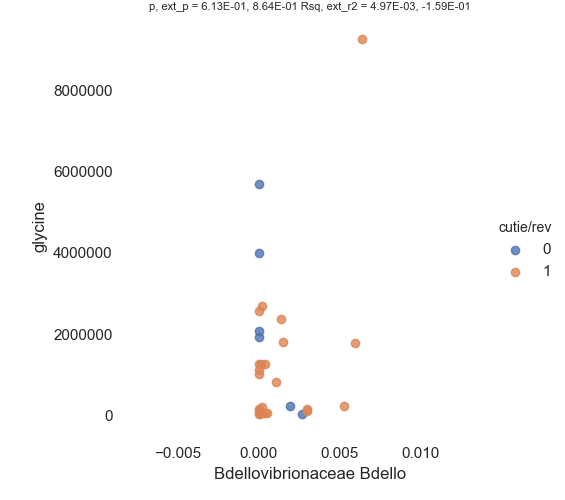 p, ext_p = 6.13E-01, 8.64E-01 Rsq, ext_r2 = 4.97E-03, -1.59E-01
8000000
6000000
4000000
2000000
0
glycine
cutie/rev
0
1
−0.005
0.000
0.005
0.010
Bdellovibrionaceae Bdello